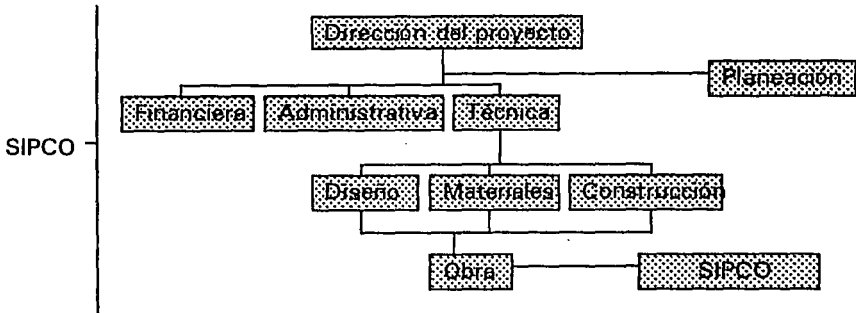 Dirección del proyecto
Planeación
Financiera
Administrativa
Técnica
SIPCO
Diseño
Materiales
Construcción
Obra
SIPCO